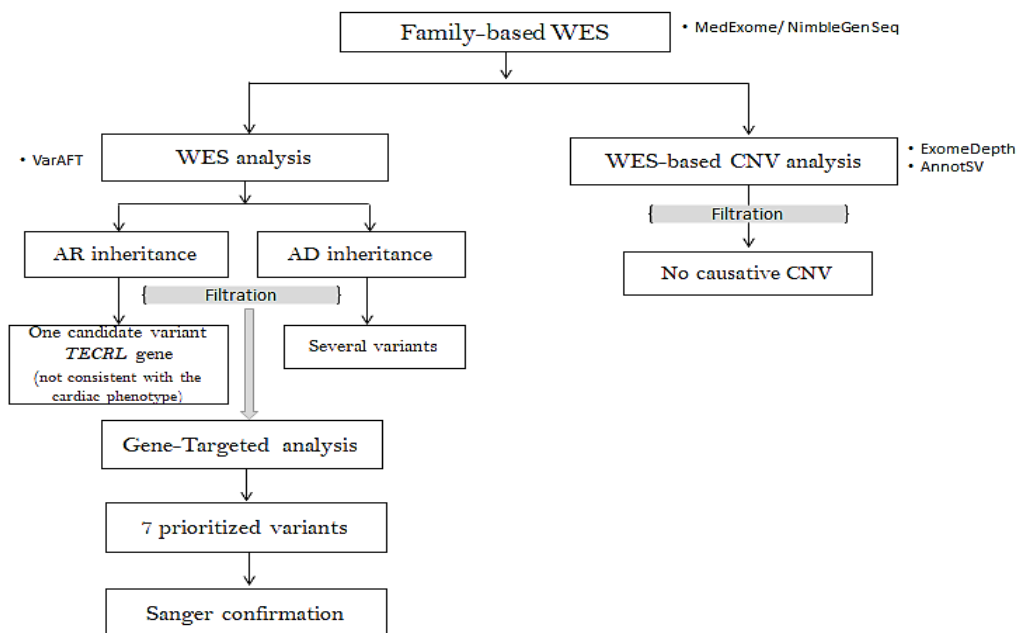 Family-based WES
• MedExome/ NimbleGenSeq
• VarAFT
WES analysis
WES-based CNV analysis
• ExomeDepth
• AnnotSV
{ Filtration }
AR inheritance
AD inheritance
No causative CNV
{ Filtration }
One candidate variant
TECRL gene
(not consistent with the
cardiac phenotype)
Several variants
Gene-Targeted analysis
7 prioritized variants
Sanger confirmation